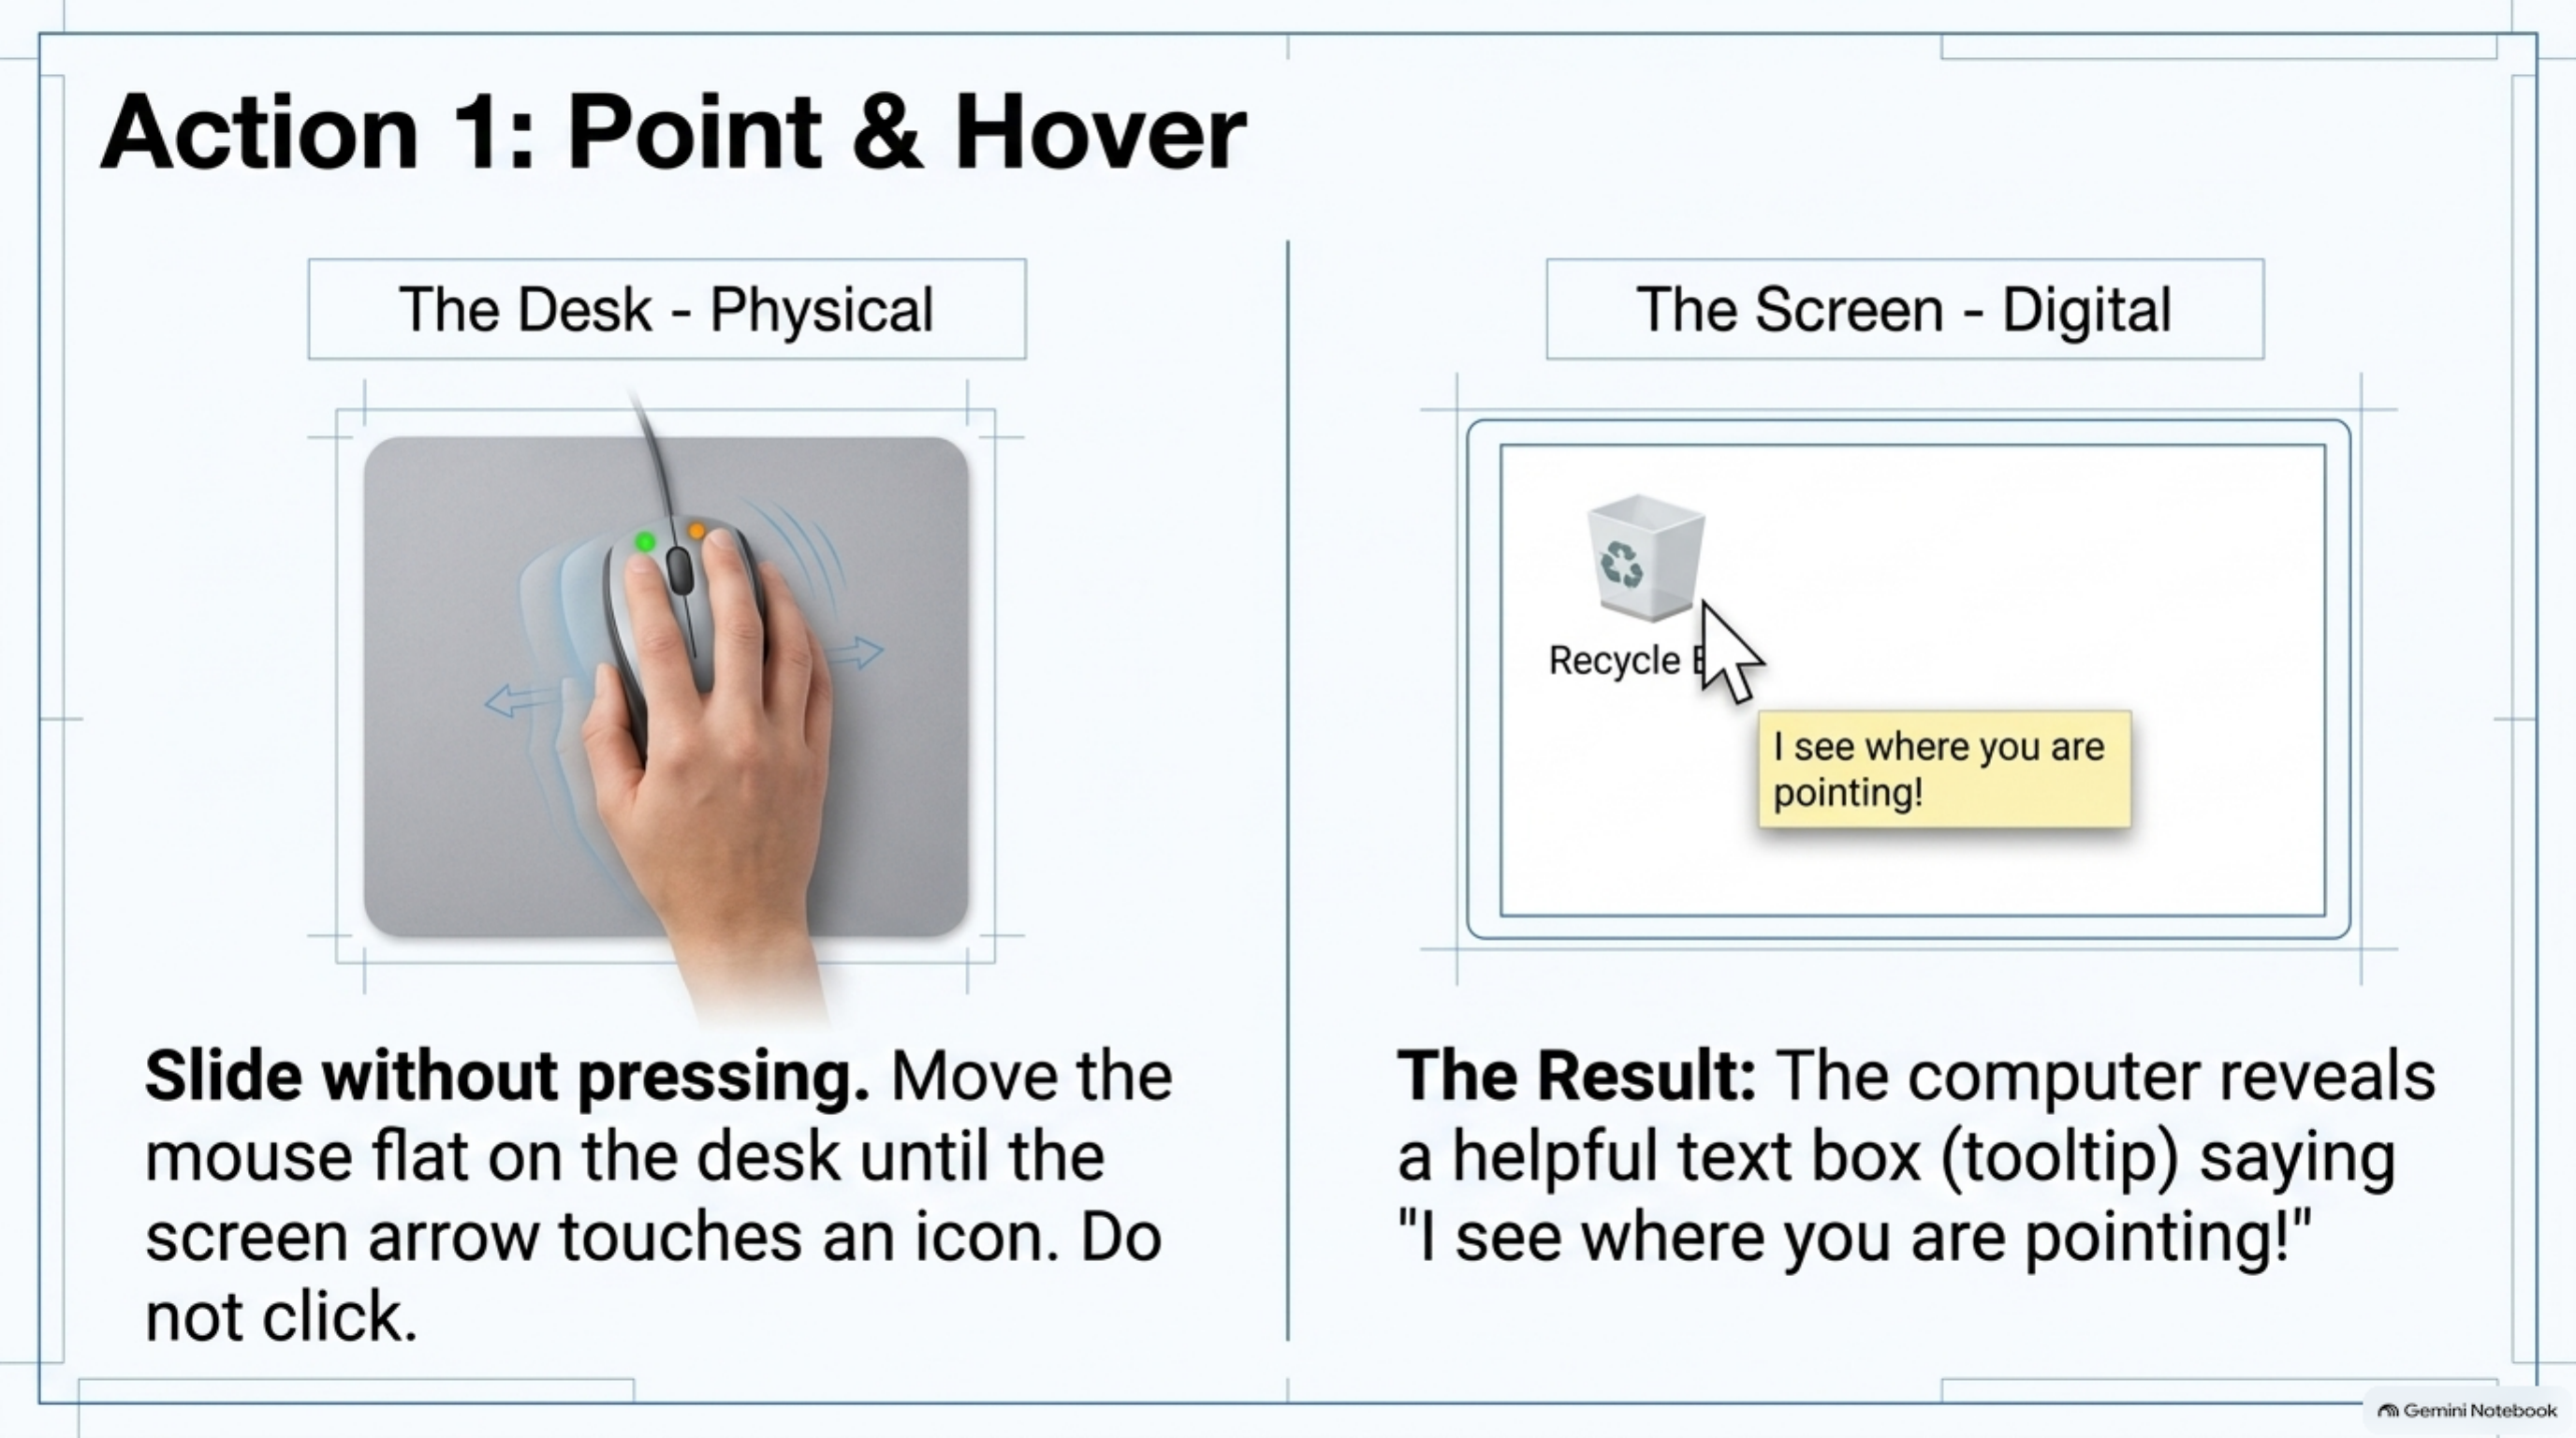 Action 1: Point & Hover
The Desk - Physical
Slide without pressing. Move the
mouse flat on the desk until the
screen arrow touches an icon. Do
not click.
The Screen - Digital
Recycle
I see where you are
pointing!
The Result: The computer reveals
a helpful text box (tooltip) saying
"I see where you are pointing!"
Gemini Notebook